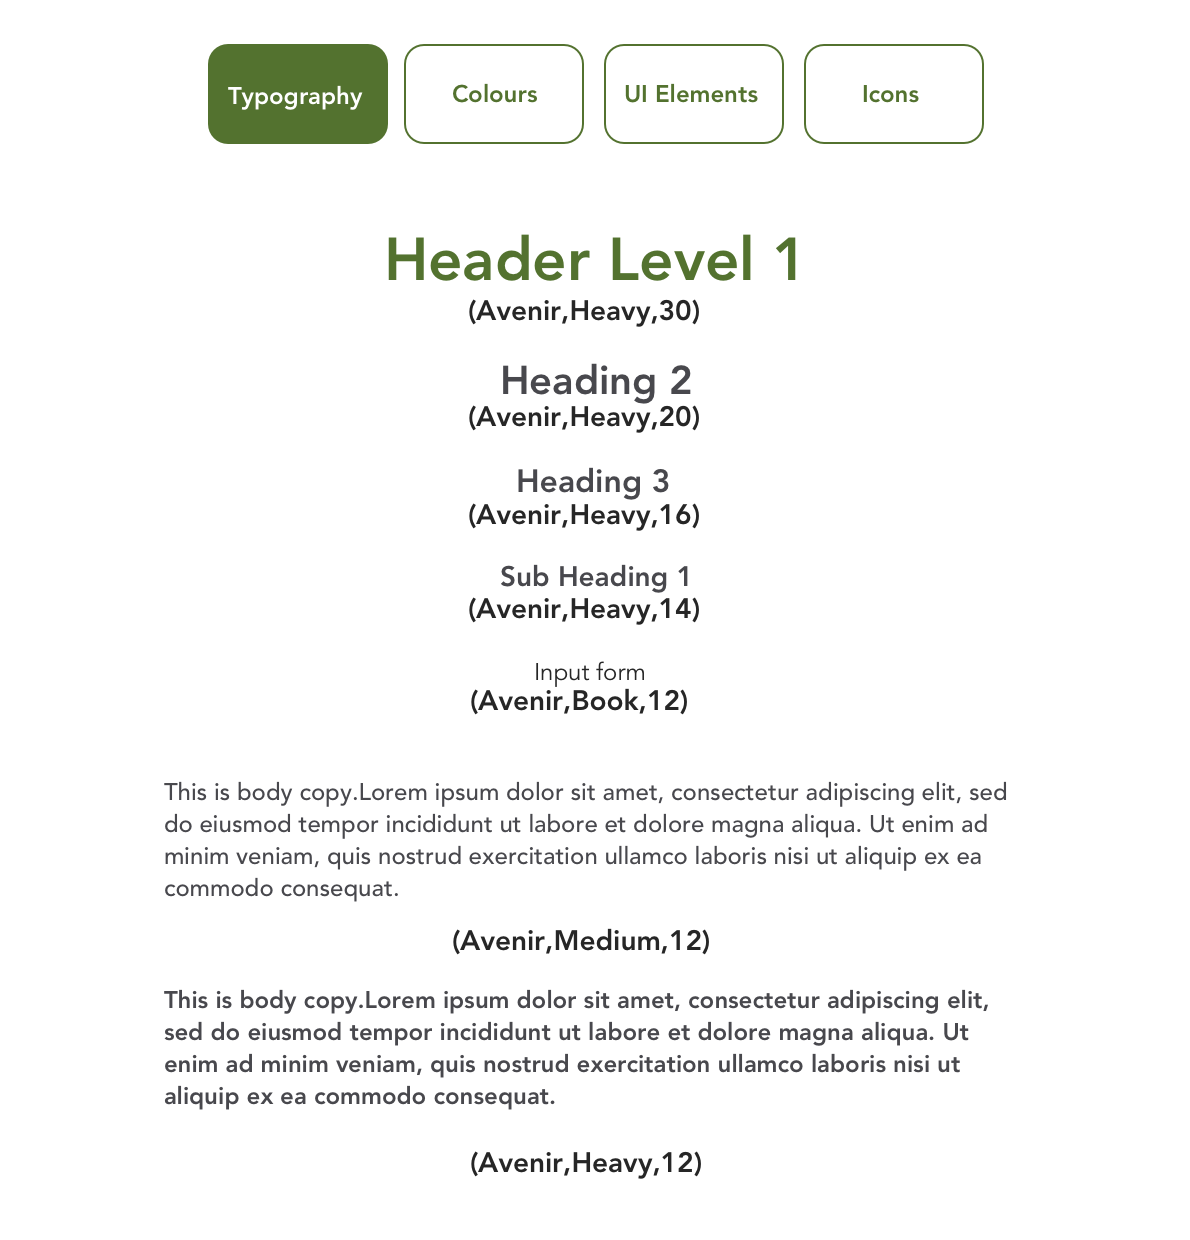 Typography
Colours
UI Elements
Icons
Header Level 1
(Avenir,Heavy,30)
Heading 2
(Avenir,Heavy,20)
Heading 3
(Avenir,Heavy,16)
Sub Heading 1
(Avenir,Heavy,14)
Input form
(Avenir,Book,12)
This is body copy.Lorem ipsum dolor sit amet, consectetur adipiscing elit, sed
do eiusmod tempor incididunt ut labore et dolore magna aliqua. Ut enim ad
minim veniam, quis nostrud exercitation ullamco laboris nisi ut aliquip ex ea
commodo consequat.
(Avenir,Medium,12)
This is body copy.Lorem ipsum dolor sit amet, consectetur adipiscing elit,
sed do eiusmod tempor incididunt ut labore et dolore magna aliqua. Ut
enim ad minim veniam, quis nostrud exercitation ullamco laboris nisi ut
aliquip ex ea commodo consequat.
(Avenir,Heavy,12)